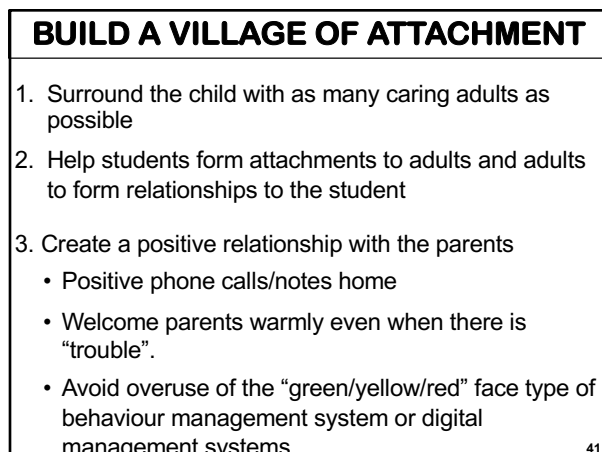 BUILD A VILLAGE OF ATTACHMENT
1. Surround the child with as many caring adults as
possible
2. Help students form attachments to adults and adults
to form relationships to the student
3. Create a positive relationship with the parents
• Positive phone calls/notes home
• Welcome parents warmly even when there is
“trouble”.
• Avoid overuse of the “green/yellow/red” face type of
behaviour management system or digital
management systems
41